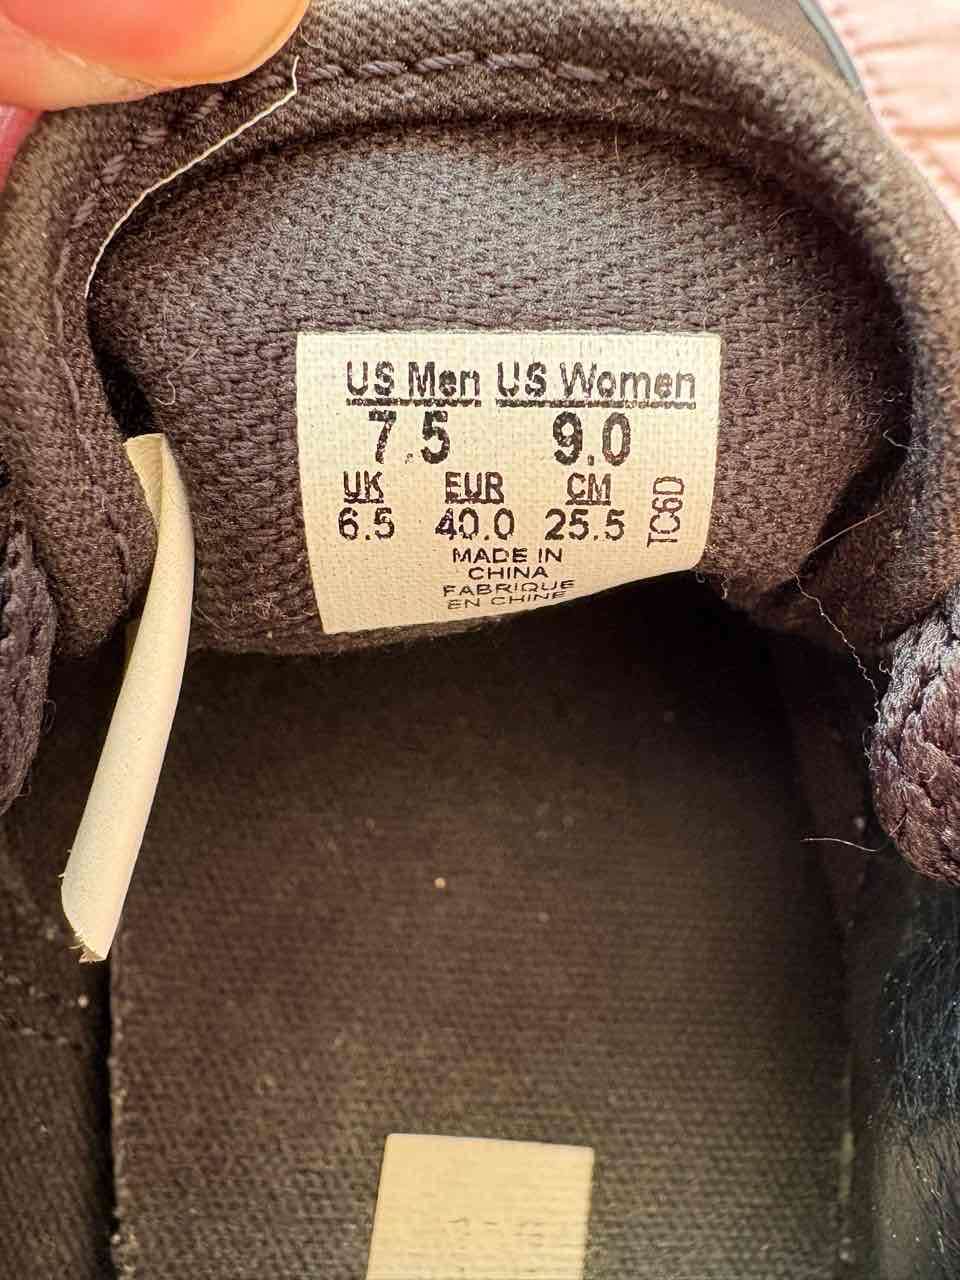 US Men US Women
7.5 9.0
UK EUR CM
6.5 40.0 25.5
MADE IN
CHINA
FABRIQUE
EN CHINE
TC6D